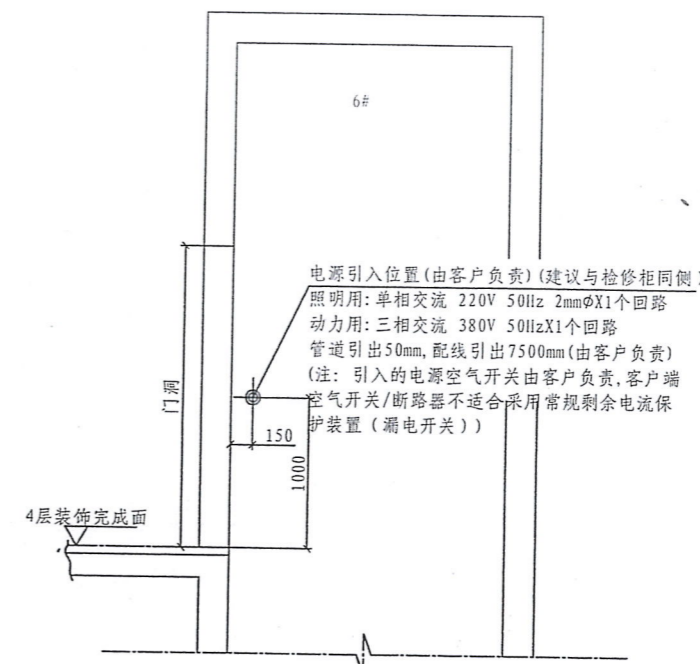 6#
电源引入位置(由客户负责)(建议与检修柜同侧)
照明用: 单相交流 220V 50Hz 2mmφX1个回路
动力用: 三相交流 380V 50HzX1个回路
管道引出50mm, 配线引出7500mm(由客户负责)
(注: 引入的电源空气开关由客户负责, 客户端
空气开关/断路器不适合采用常规剩余电流保
护装置（漏电开关）)
门洞
150
1000
4层装饰完成面